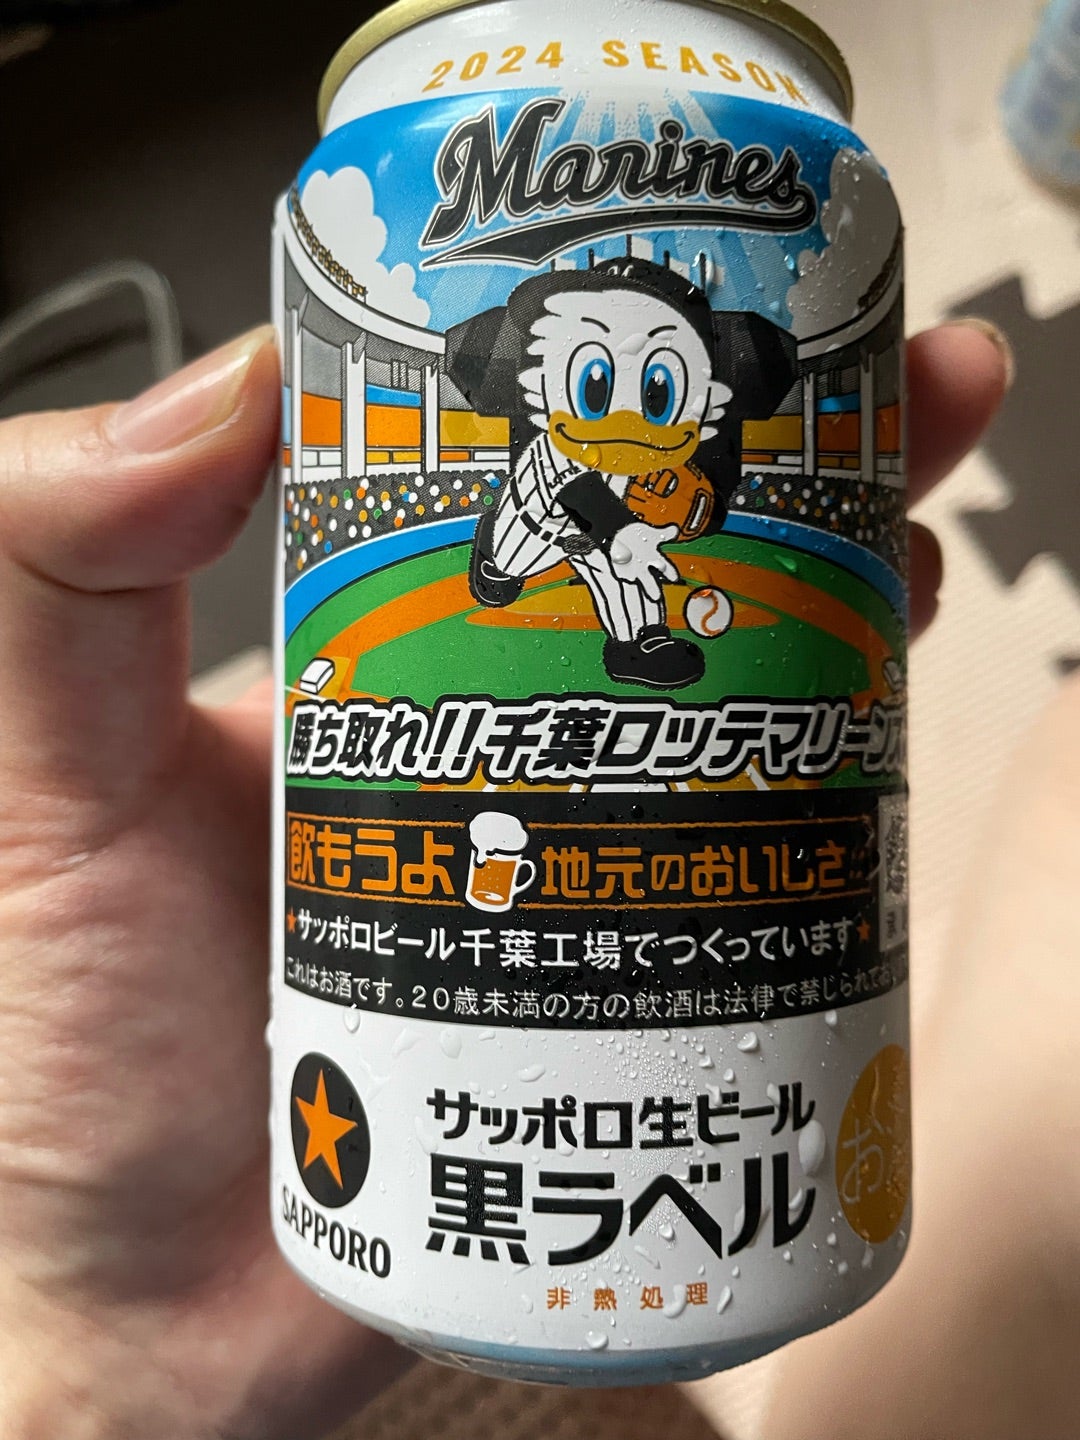 2024 SEASON
Marines
勝ち取れ!!千葉ロッテマリーンズ
飲もうよ 地元のおいしさ!!
★サッポロビール千葉工場でつくっています★
これはお酒です。20歳未満の方の飲酒は法律で禁じられて
サッポロ生ビール
黒ラベル
SAPPORO
非熱処理
お